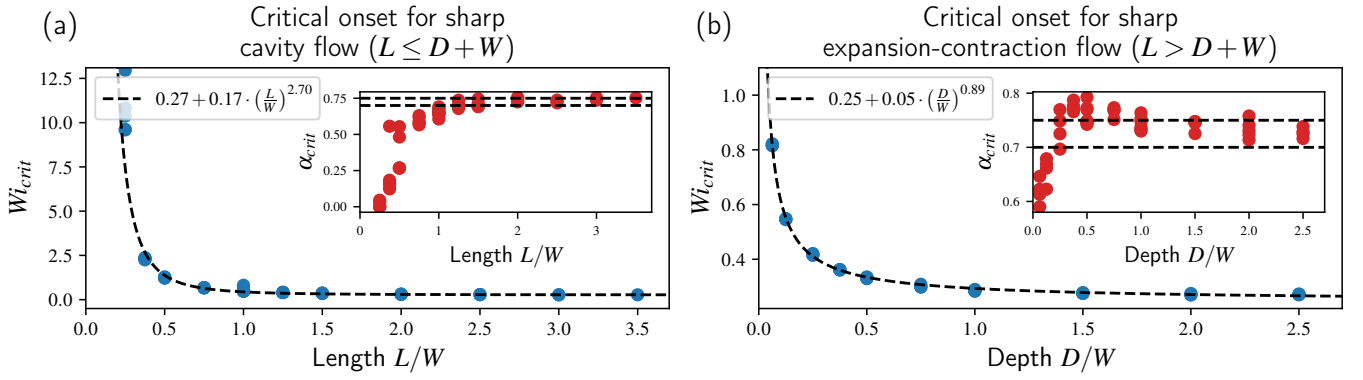 (a)
Critical onset for sharp
cavity flow (L ≤ D + W)
12.5
10.0
7.5
5.0
2.5
0.0
Wi_crit
0.27 + 0.17 · (L/W)^2.70
0.75
0.50
0.25
0.00
α_crit
0 1 2 3
Length L/W
0.0 0.5 1.0 1.5 2.0 2.5 3.0 3.5
Length L/W
(b)
Critical onset for sharp
expansion-contraction flow (L > D + W)
1.0
0.8
0.6
0.4
Wi_crit
0.25 + 0.05 · (D/W)^0.89
0.8
0.7
0.6
α_crit
0.0 0.5 1.0 1.5 2.0 2.5
Depth D/W
0.0 0.5 1.0 1.5 2.0 2.5
Depth D/W